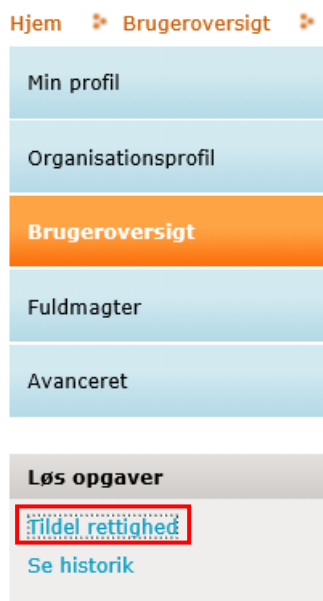 Hjem Brugeroversigt
Min profil
Organisationsprofil
Brugeroversigt
Fuldmagter
Avanceret
Løs opgaver
Tildel rettighed
Se historik